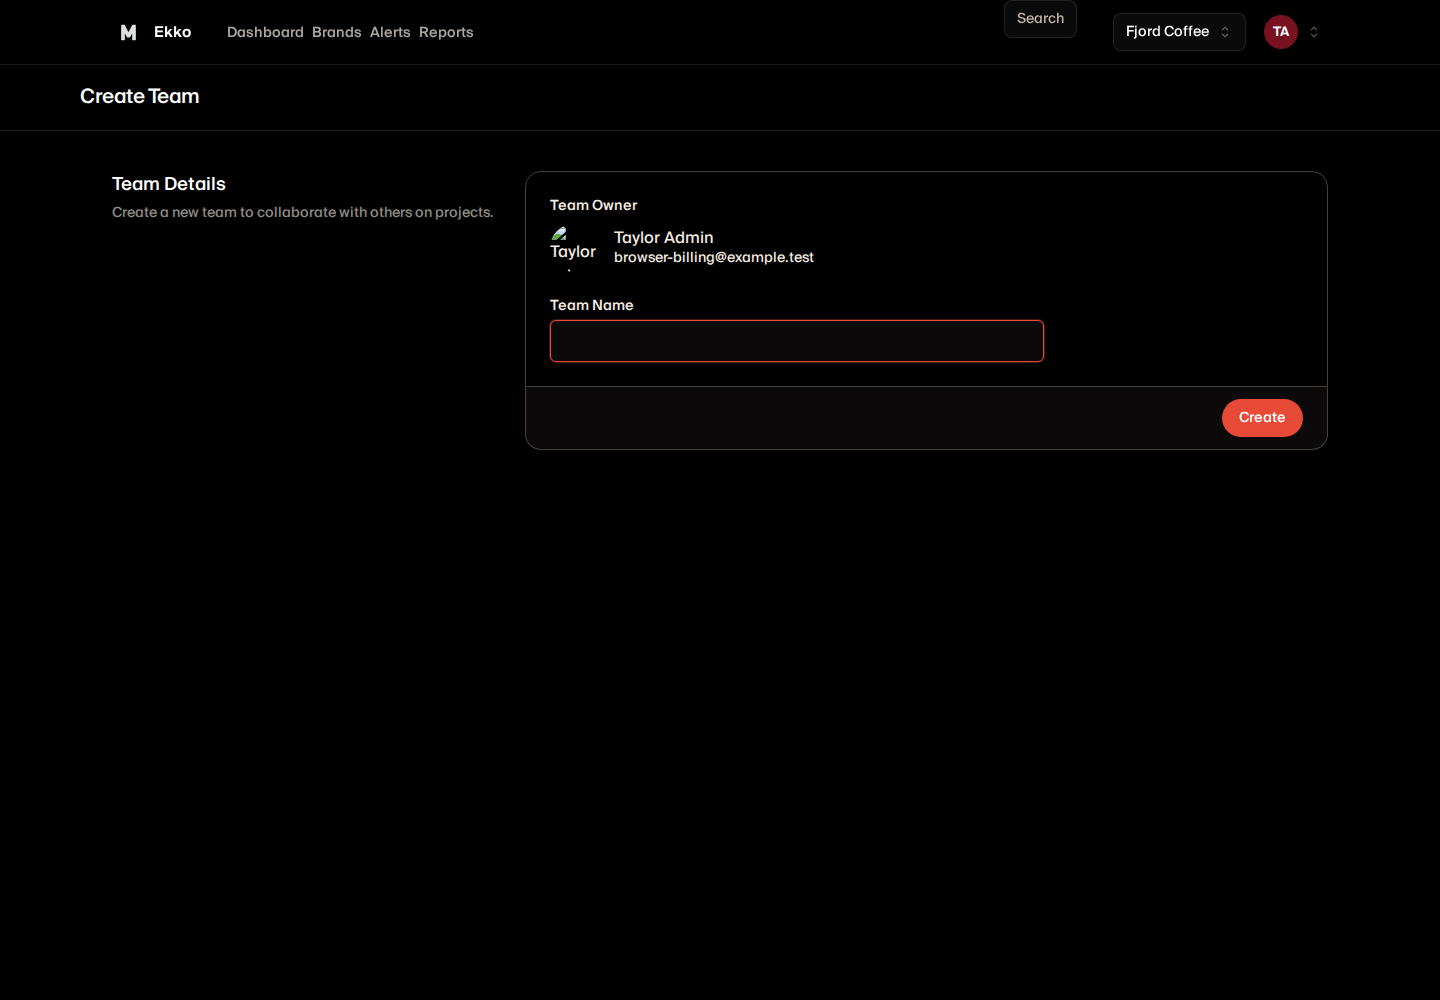 M Ekko Dashboard Brands Alerts Reports Search Fjord Coffee TA
Create Team
Team Details
Create a new team to collaborate with others on projects.
Team Owner
Taylor
Taylor Admin
browser-billing@example.test
Team Name
Create